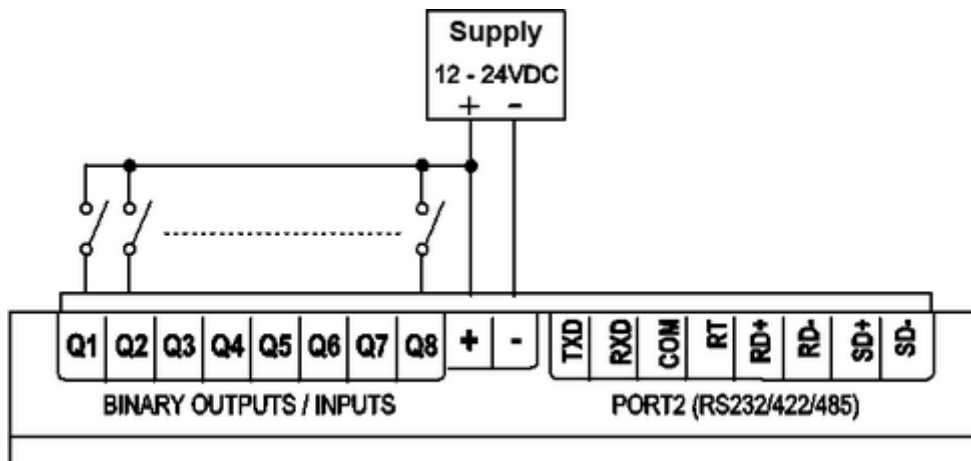 Supply
12 - 24VDC
+ -
Q1 Q2 Q3 Q4 Q5 Q6 Q7 Q8 + - TXD RXD COM RT RD+ RD- SD+ SD-
BINARY OUTPUTS / INPUTS PORT2 (RS232/422/485)